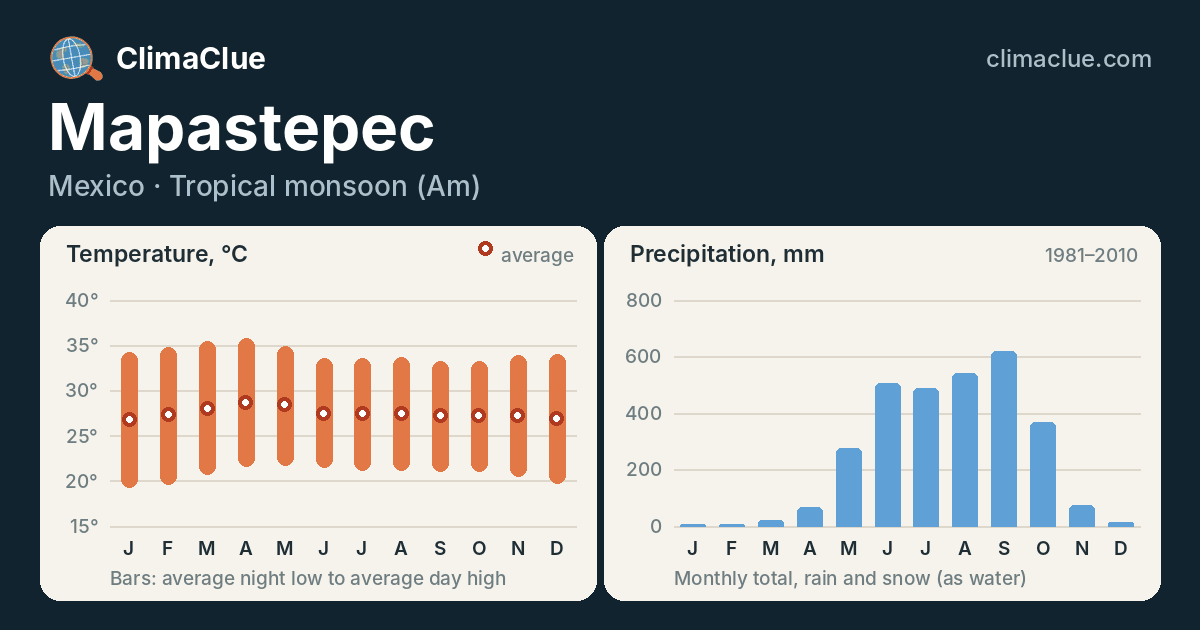 ClimaClue
climaclue.com
Mapastepec
Mexico · Tropical monsoon (Am)
Temperature, °C
average
40°
35°
30°
25°
20°
15°
J F M A M J J A S O N D
Bars: average night low to average day high
Precipitation, mm
1981–2010
800
600
400
200
0
J F M A M J J A S O N D
Monthly total, rain and snow (as water)